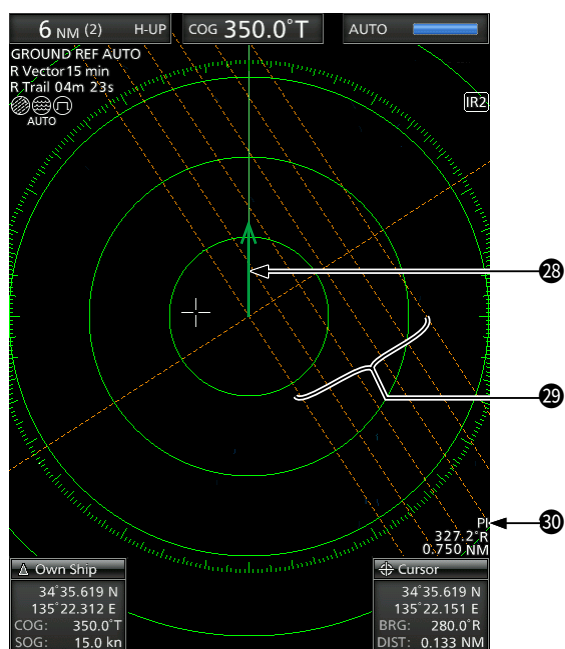 6 NM (2) H-UP COG 350.0°T AUTO
GROUND REF AUTO
R Vector 15 min
R Trail 04m 23s
IR2
AUTO
28
29
30
PI
327.2°R
0.750 NM
Own Ship
34°35.619 N
135°22.312 E
COG: 350.0°T
SOG: 15.0 kn
Cursor
34°35.619 N
135°22.151 E
BRG: 280.0°R
DIST: 0.133 NM